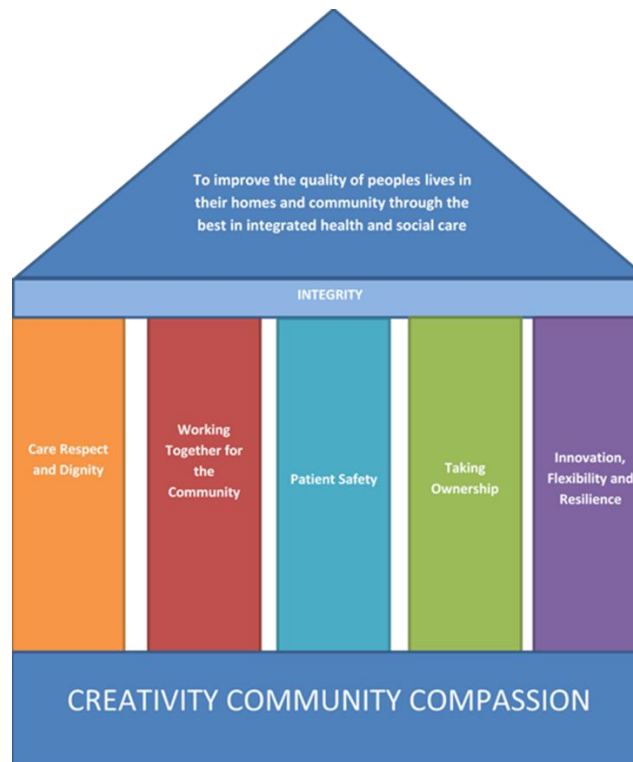 To improve the quality of peoples lives in
their homes and community through the
best in integrated health and social care
INTEGRITY
Care Respect
and Dignity
Working
Together for
the
Community
Patient Safety
Taking
Ownership
Innovation,
Flexibility and
Resilience
CREATIVITY COMMUNITY COMPASSION